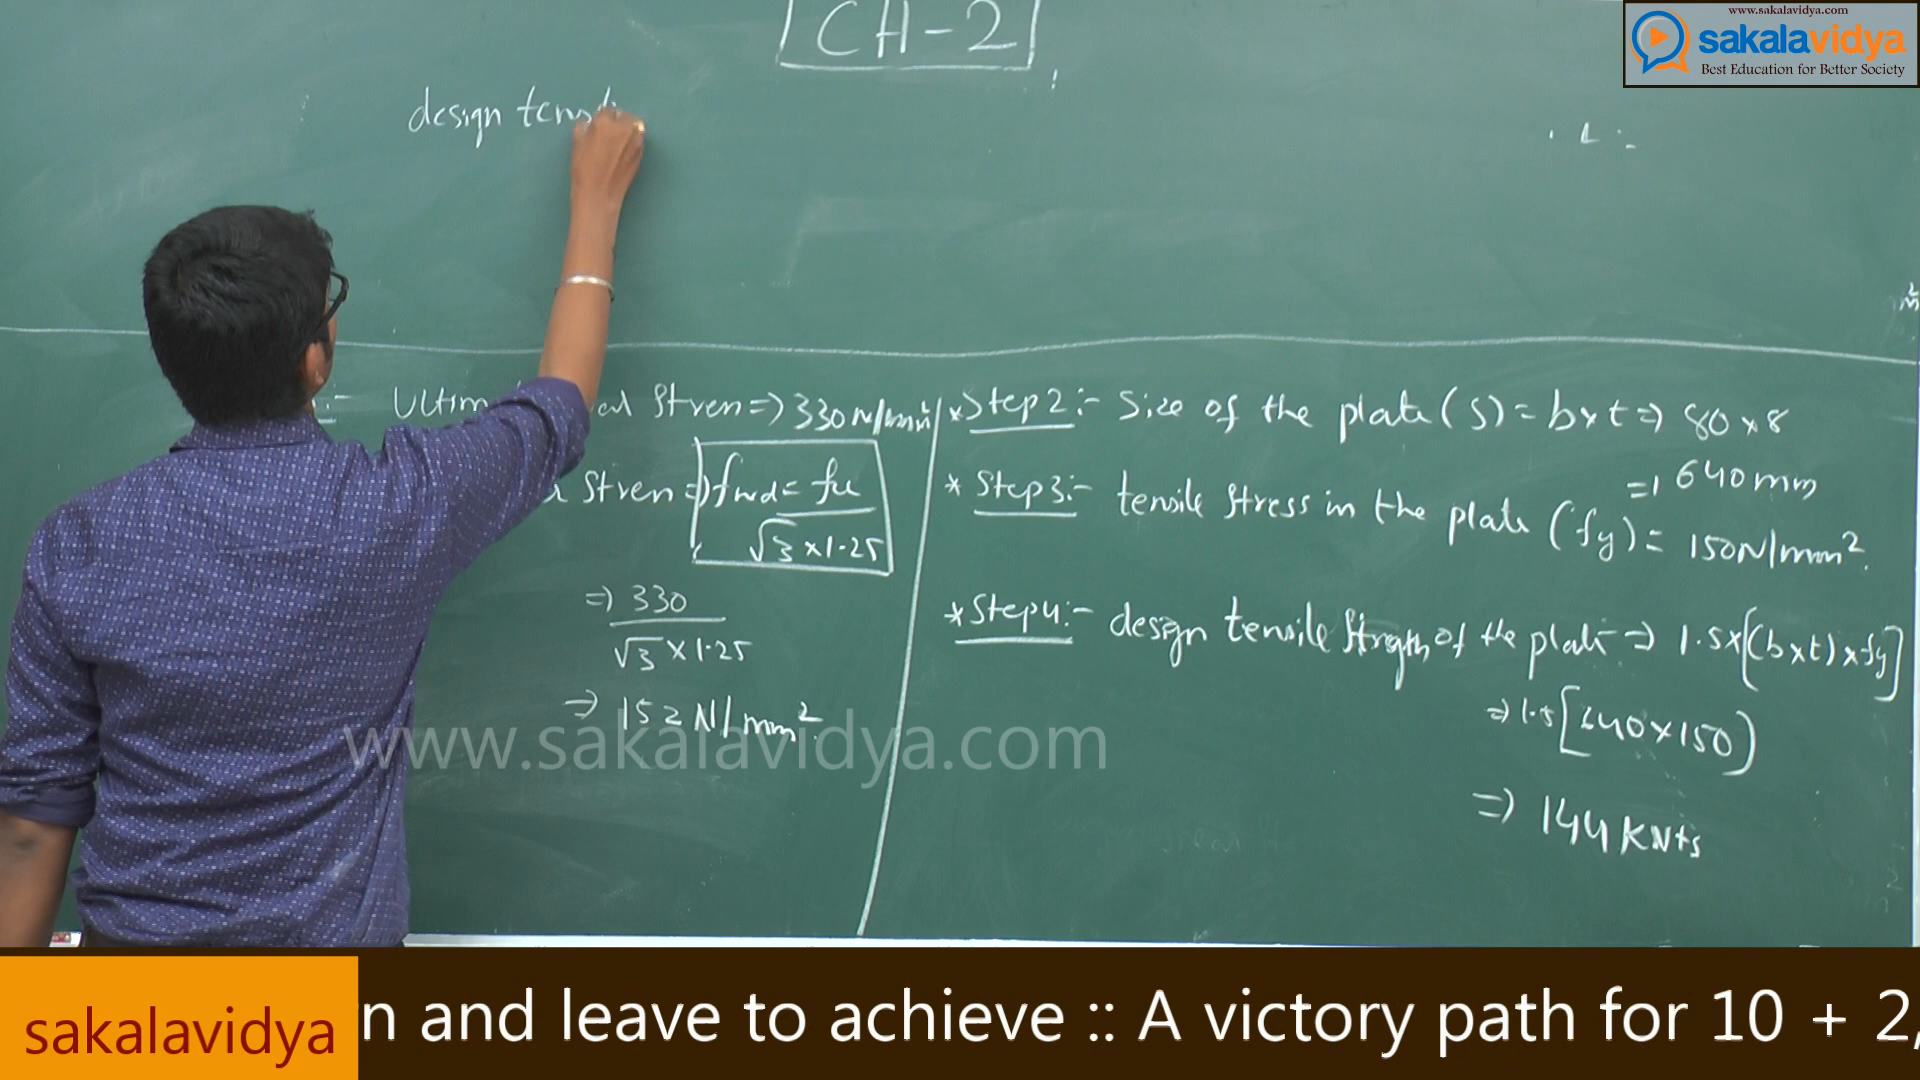 CH-2
www.sakalavidya.com
sakalavidya
Best Education for Better Society
design tensi
:- Ultim al Stren => 330 N/mm²
Stren => fwd = fu
√3 x 1.25
=> 330
√3 x 1.25
=> 152 N/mm²
* Step 2:- Size of the plate (S) = b x t => 80 x 8
=> 640 mm
* Step 3:- tensile stress in the plate (fy) = 150 N/mm².
* Step 4:- design tensile Strength of the plate => 1.5 x [(b x t) x fy]
=> 1.5 [640 x 150)
=> 144 KNts
www.sakalavidya.com
sakalavidya
n and leave to achieve :: A victory path for 10 + 2,